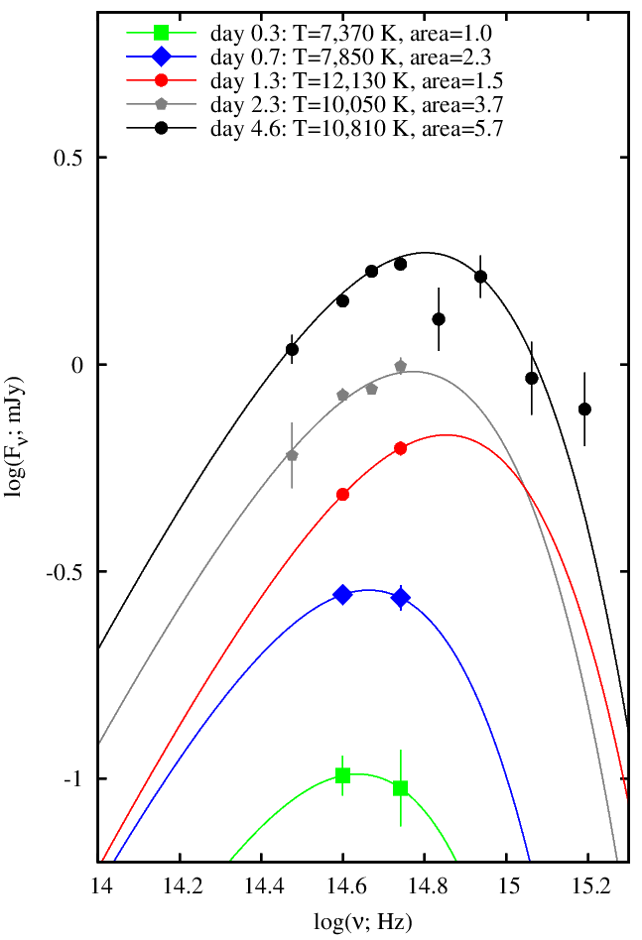 day 0.3: T=7,370 K, area=1.0
day 0.7: T=7,850 K, area=2.3
day 1.3: T=12,130 K, area=1.5
day 2.3: T=10,050 K, area=3.7
day 4.6: T=10,810 K, area=5.7
0.5
0
-0.5
-1
log(Fν; mJy)
14 14.2 14.4 14.6 14.8 15 15.2
log(ν; Hz)